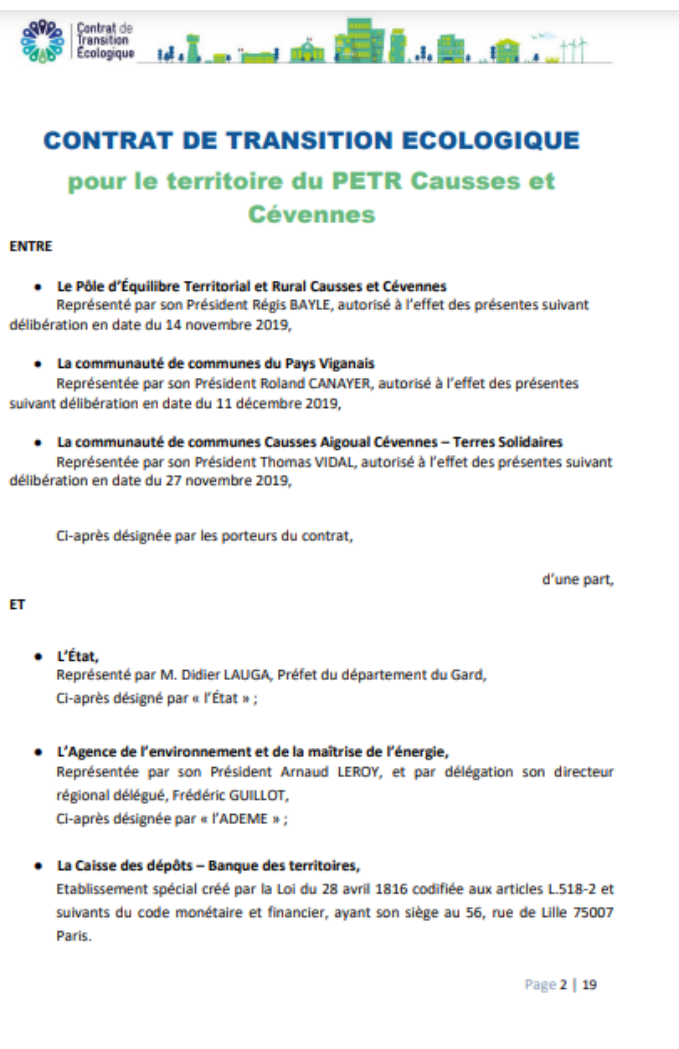 Contrat de
Transition
Écologique
CONTRAT DE TRANSITION ECOLOGIQUE
pour le territoire du PETR Causses et
Cévennes
ENTRE
● Le Pôle d'Équilibre Territorial et Rural Causses et Cévennes
Représenté par son Président Régis BAYLE, autorisé à l'effet des présentes suivant
délibération en date du 14 novembre 2019,
● La communauté de communes du Pays Viganais
Représentée par son Président Roland CANAYER, autorisé à l'effet des présentes
suivant délibération en date du 11 décembre 2019,
● La communauté de communes Causses Aigoual Cévennes – Terres Solidaires
Représentée par son Président Thomas VIDAL, autorisé à l'effet des présentes suivant
délibération en date du 27 novembre 2019,
Ci-après désignée par les porteurs du contrat,
d'une part,
ET
● L'État,
Représenté par M. Didier LAUGA, Préfet du département du Gard,
Ci-après désigné par « l'État » ;
● L'Agence de l'environnement et de la maîtrise de l'énergie,
Représentée par son Président Arnaud LEROY, et par délégation son directeur
régional délégué, Frédéric GUILLOT,
Ci-après désignée par « l'ADEME » ;
● La Caisse des dépôts – Banque des territoires,
Etablissement spécial créé par la Loi du 28 avril 1816 codifiée aux articles L.518-2 et
suivants du code monétaire et financier, ayant son siège au 56, rue de Lille 75007
Paris.
Page 2 | 19